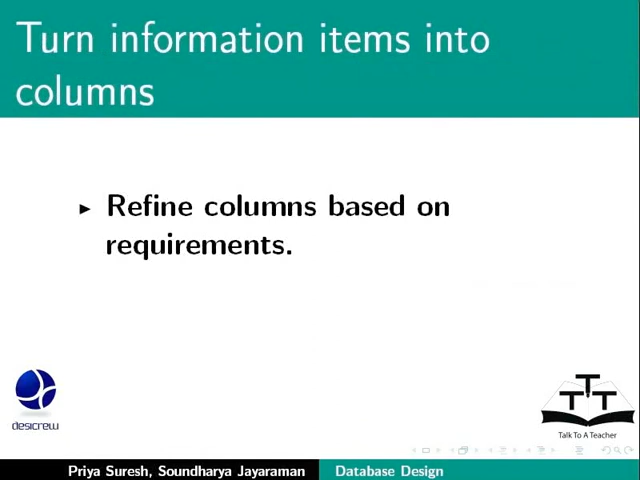 Turn information items into
columns
Refine columns based on
requirements.
desicrew
T T T
Talk To A Teacher
Priya Suresh, Soundharya Jayaraman
Database Design